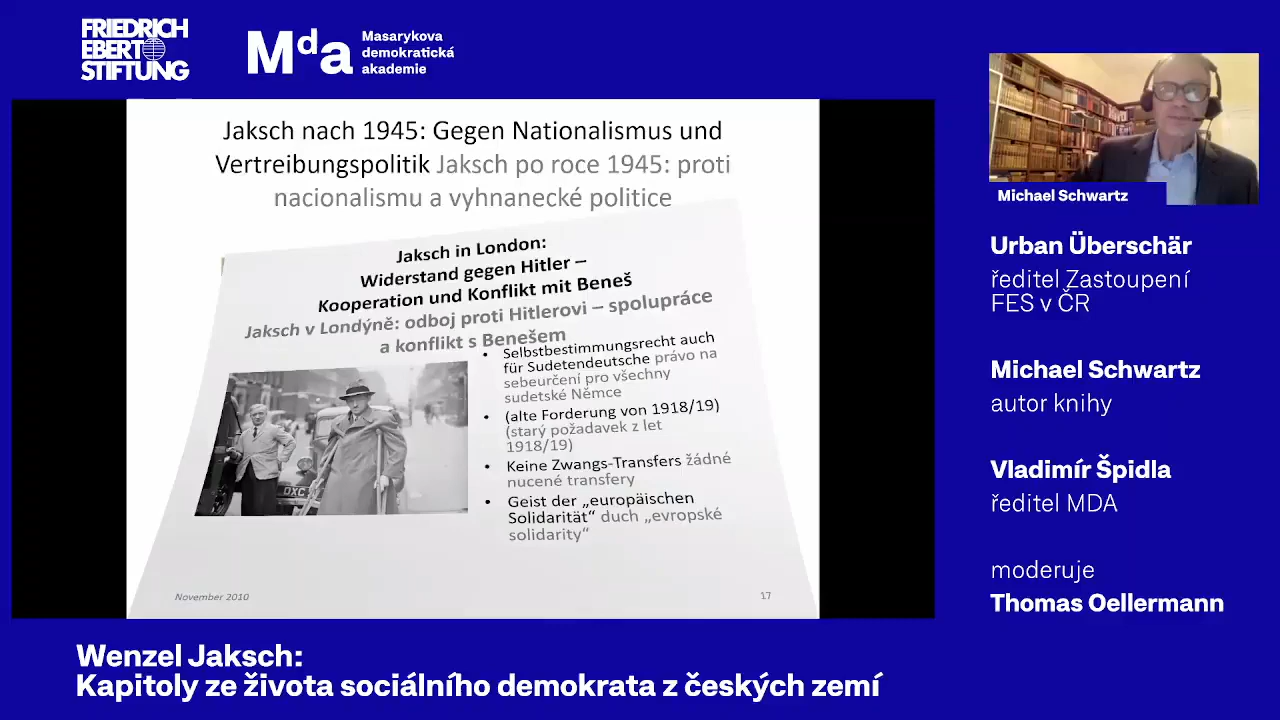 FRIEDRICH
EBERT
STIFTUNG
Mda
Masarykova
demokratická
akademie
Jaksch nach 1945: Gegen Nationalismus und
Vertreibungspolitik Jaksch po roce 1945: proti
nacionalismu a vyhnanecké politice
Jaksch in London:
Widerstand gegen Hitler –
Kooperation und Konflikt mit Beneš
Jaksch v Londýně: odboj proti Hitlerovi – spolupráce
a konflikt s Benešem
• Selbstbestimmungsrecht auch
für Sudetendeutsche právo na
sebeurčení pro všechny
sudetské Němce
• (alte Forderung von 1918/19)
(starý požadavek z let
1918/19)
• Keine Zwangs-Transfers žádné
nucené transfery
• Geist der „europäischen
Solidarität“ duch „evropské
solidarity“
OXC
November 2010
17
Michael Schwartz
Urban Überschär
ředitel Zastoupení
FES v ČR
Michael Schwartz
autor knihy
Vladimír Špidla
ředitel MDA
moderuje
Thomas Oellermann
Wenzel Jaksch:
Kapitoly ze života sociálního demokrata z českých zemí